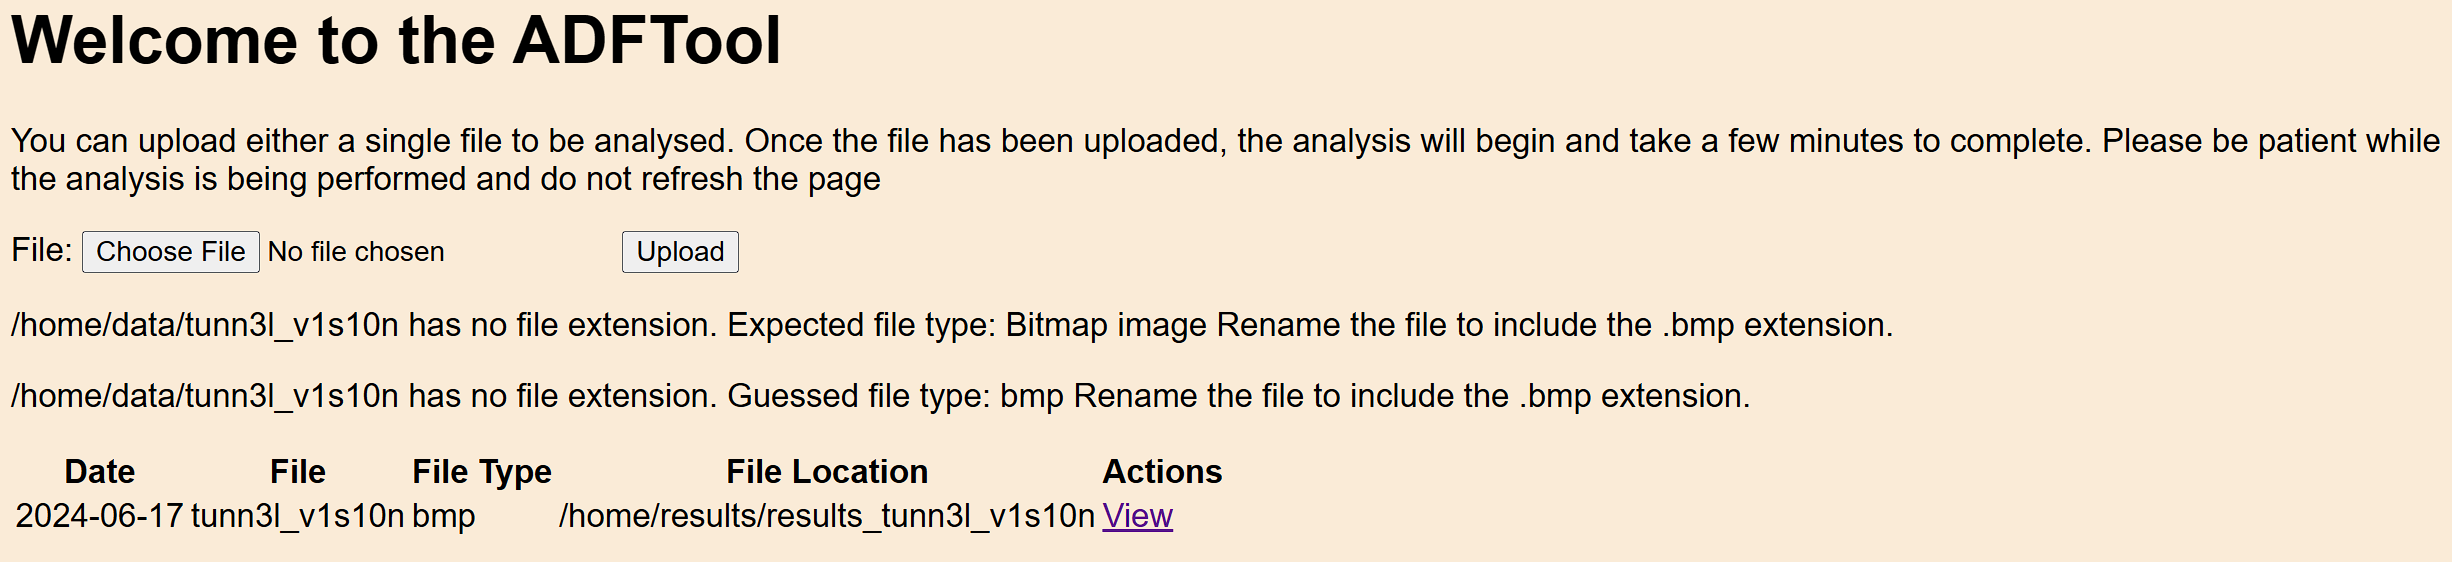 Welcome to the ADFTool
You can upload either a single file to be analysed. Once the file has been uploaded, the analysis will begin and take a few minutes to complete. Please be patient while
the analysis is being performed and do not refresh the page
File: Choose File No file chosen Upload
/home/data/tunn3l_v1s10n has no file extension. Expected file type: Bitmap image Rename the file to include the .bmp extension.
/home/data/tunn3l_v1s10n has no file extension. Guessed file type: bmp Rename the file to include the .bmp extension.
Date File File Type File Location Actions
2024-06-17 tunn3l_v1s10n bmp /home/results/results_tunn3l_v1s10n View